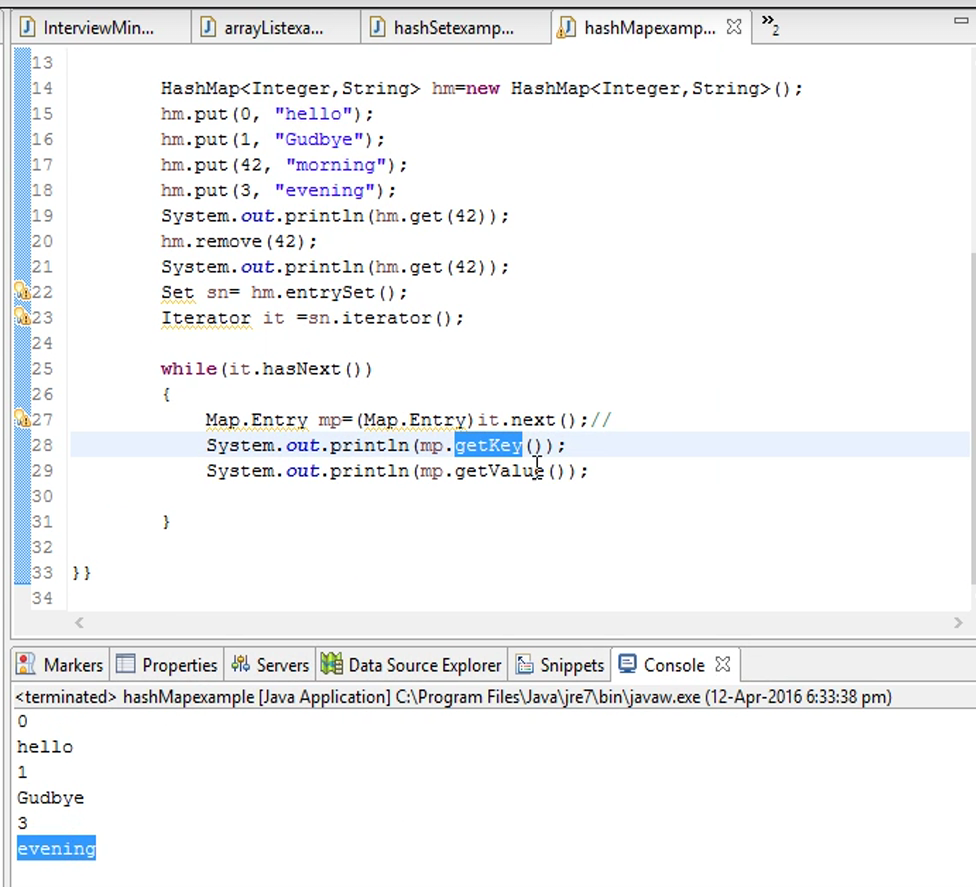 InterviewMin... arrayListexa... hashSetexamp... hashMapexamp... »2
13
14 HashMap<Integer,String> hm=new HashMap<Integer,String>();
15 hm.put(0, "hello");
16 hm.put(1, "Gudbye");
17 hm.put(42, "morning");
18 hm.put(3, "evening");
19 System.out.println(hm.get(42));
20 hm.remove(42);
21 System.out.println(hm.get(42));
22 Set sn= hm.entrySet();
23 Iterator it =sn.iterator();
24
25 while(it.hasNext())
26 {
27 Map.Entry mp=(Map.Entry)it.next();//
28 System.out.println(mp.getKey());
29 System.out.println(mp.getValue());
30
31 }
32
33 }}
34
Markers Properties Servers Data Source Explorer Snippets Console
<terminated> hashMapexample [Java Application] C:\Program Files\Java\jre7\bin\javaw.exe (12-Apr-2016 6:33:38 pm)
0
hello
1
Gudbye
3
evening